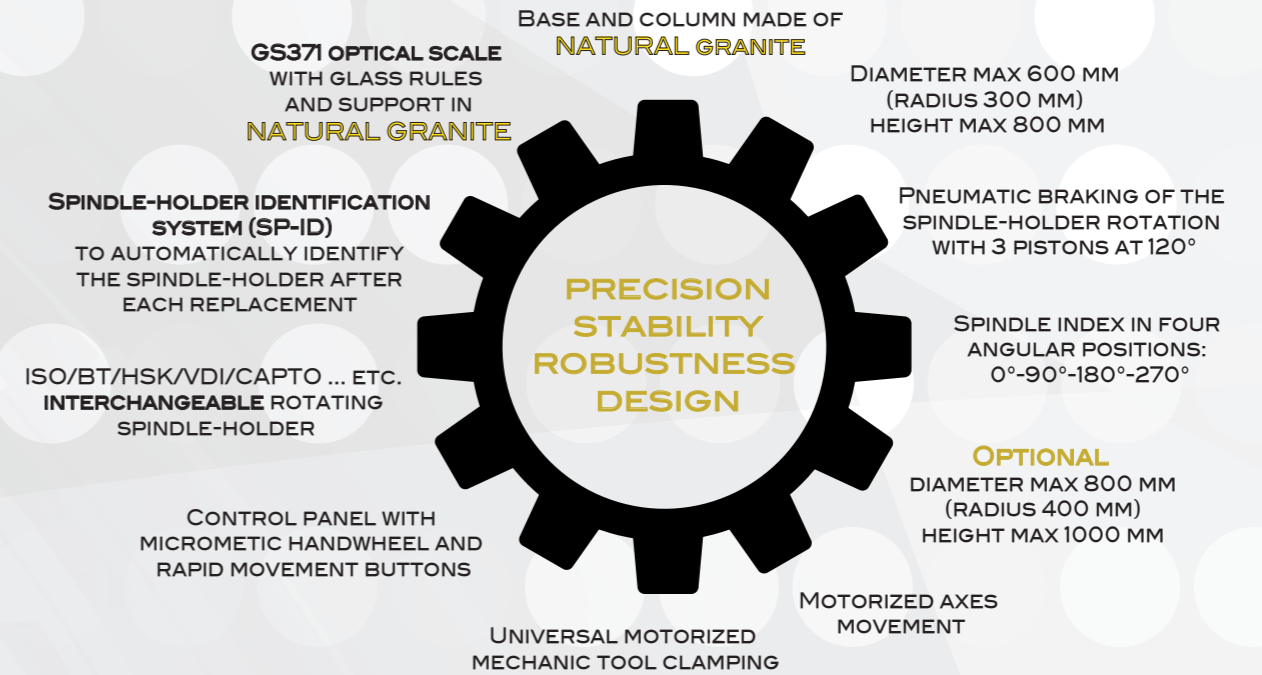 BASE AND COLUMN MADE OF
NATURAL GRANITE
GS371 OPTICAL SCALE
WITH GLASS RULES
AND SUPPORT IN
NATURAL GRANITE
DIAMETER MAX 600 MM
(RADIUS 300 MM)
HEIGHT MAX 800 MM
SPINDLE-HOLDER IDENTIFICATION
SYSTEM (SP-ID)
TO AUTOMATICALLY IDENTIFY
THE SPINDLE-HOLDER AFTER
EACH REPLACEMENT
PNEUMATIC BRAKING OF THE
SPINDLE-HOLDER ROTATION
WITH 3 PISTONS AT 120°
PRECISION
STABILITY
ROBUSTNESS
DESIGN
SPINDLE INDEX IN FOUR
ANGULAR POSITIONS:
0°-90°-180°-270°
ISO/BT/HSK/VDI/CAPTO ... ETC.
INTERCHANGEABLE ROTATING
SPINDLE-HOLDER
OPTIONAL
DIAMETER MAX 800 MM
(RADIUS 400 MM)
HEIGHT MAX 1000 MM
CONTROL PANEL WITH
MICROMETIC HANDWHEEL AND
RAPID MOVEMENT BUTTONS
MOTORIZED AXES
MOVEMENT
UNIVERSAL MOTORIZED
MECHANIC TOOL CLAMPING